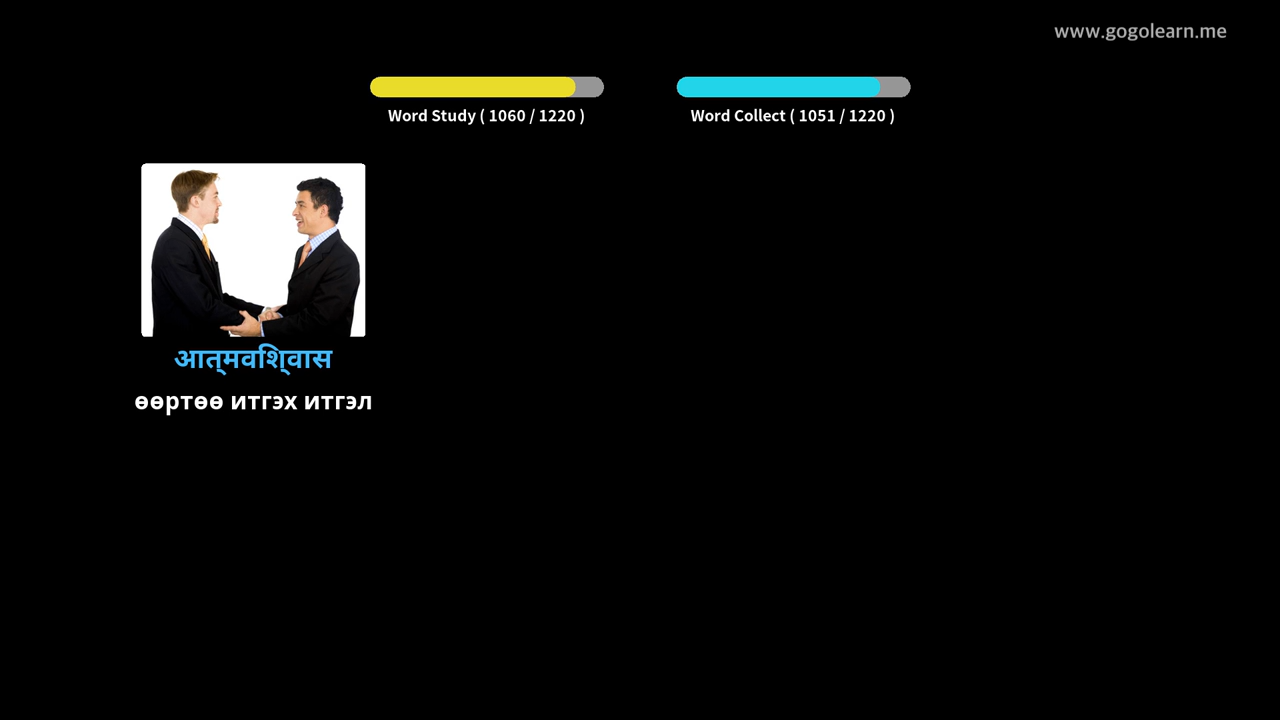 www.gogolearn.me
Word Study ( 1060 / 1220 )
Word Collect ( 1051 / 1220 )
आत्मविश्वास
өөртөө итгэх итгэл